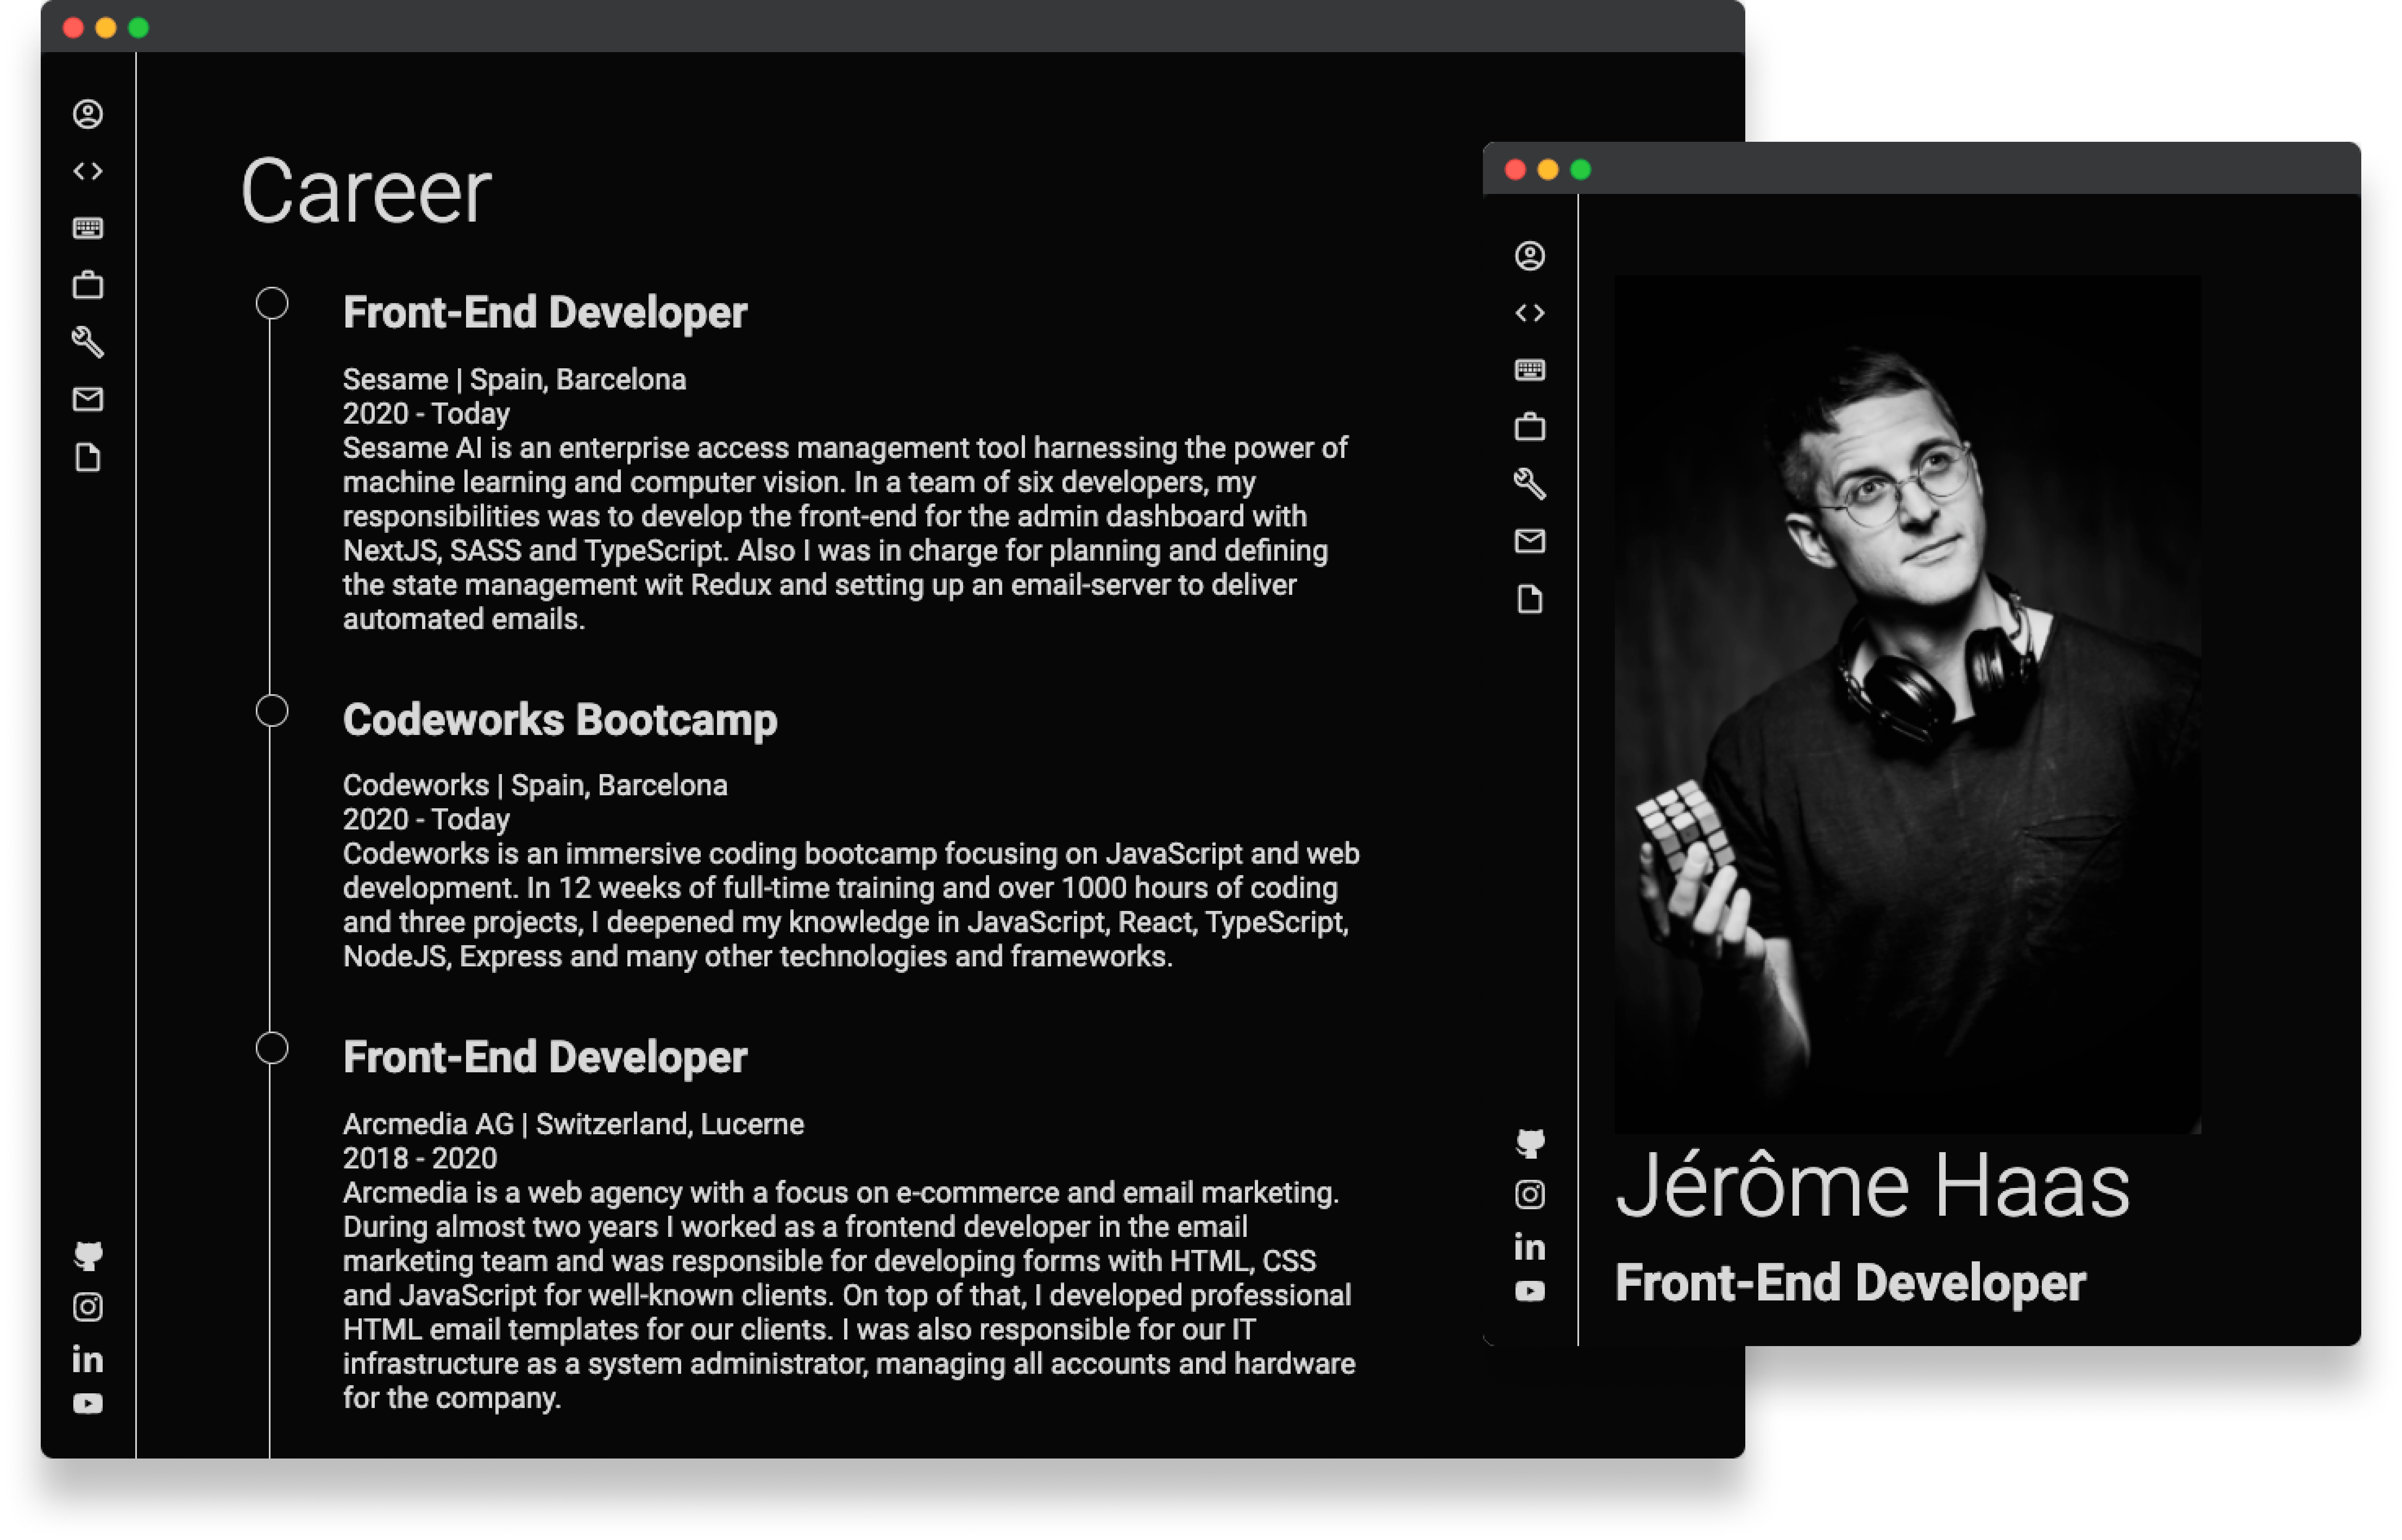 Career
Front-End Developer
Sesame | Spain, Barcelona
2020 - Today
Sesame AI is an enterprise access management tool harnessing the power of
machine learning and computer vision. In a team of six developers, my
responsibilities was to develop the front-end for the admin dashboard with
NextJS, SASS and TypeScript. Also I was in charge for planning and defining
the state management wit Redux and setting up an email-server to deliver
automated emails.
Codeworks Bootcamp
Codeworks | Spain, Barcelona
2020 - Today
Codeworks is an immersive coding bootcamp focusing on JavaScript and web
development. In 12 weeks of full-time training and over 1000 hours of coding
and three projects, I deepened my knowledge in JavaScript, React, TypeScript,
NodeJS, Express and many other technologies and frameworks.
Front-End Developer
Arcmedia AG | Switzerland, Lucerne
2018 - 2020
Arcmedia is a web agency with a focus on e-commerce and email marketing.
During almost two years I worked as a frontend developer in the email
marketing team and was responsible for developing forms with HTML, CSS
and JavaScript for well-known clients. On top of that, I developed professional
HTML email templates for our clients. I was also responsible for our IT
infrastructure as a system administrator, managing all accounts and hardware
for the company.
in
Jérôme Haas
Front-End Developer
in